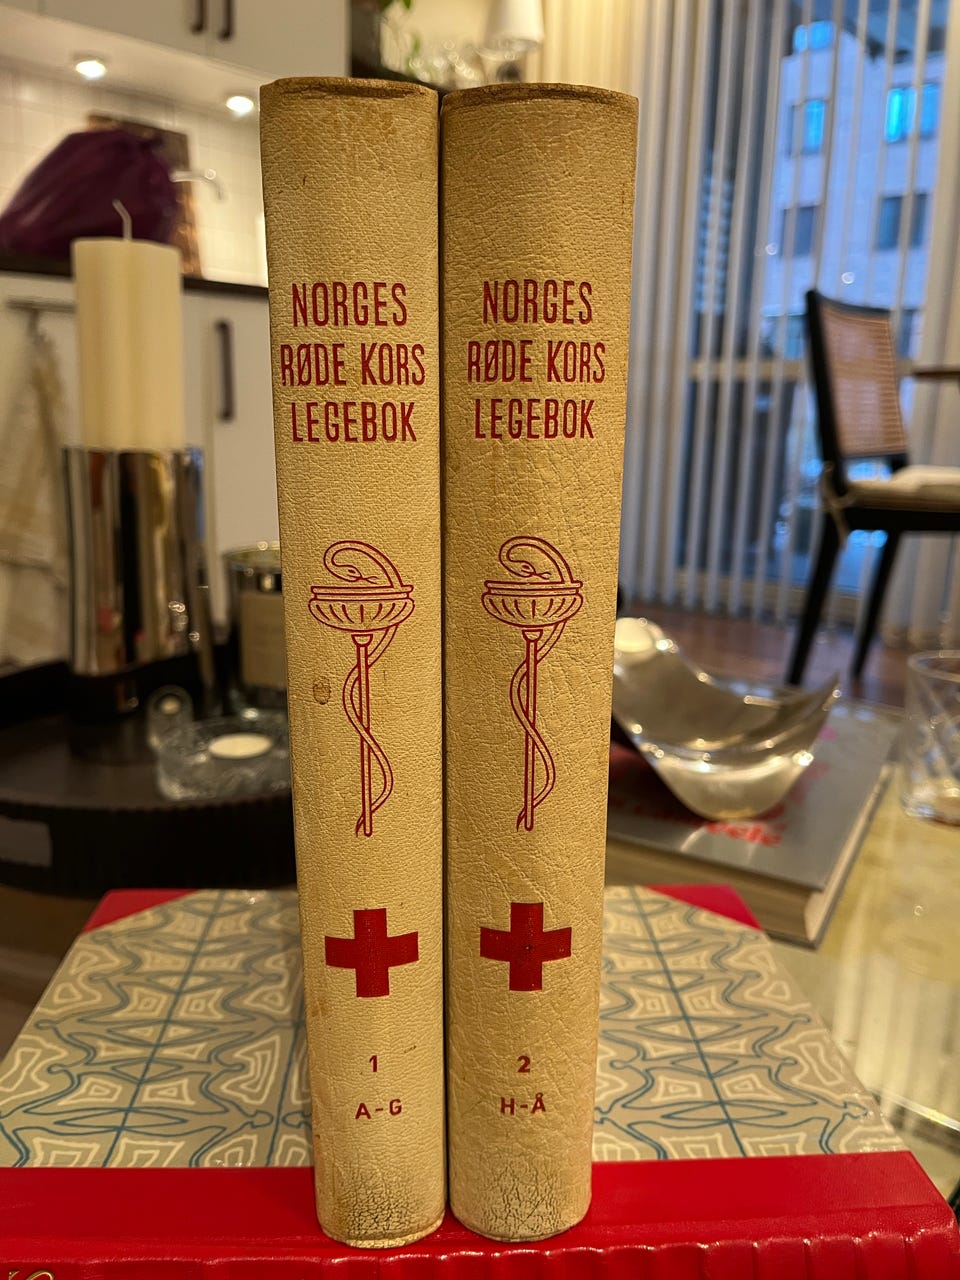 NORGES
RØDE KORS
LEGEBOK
1
A-G
NORGES
RØDE KORS
LEGEBOK
2
H-Å